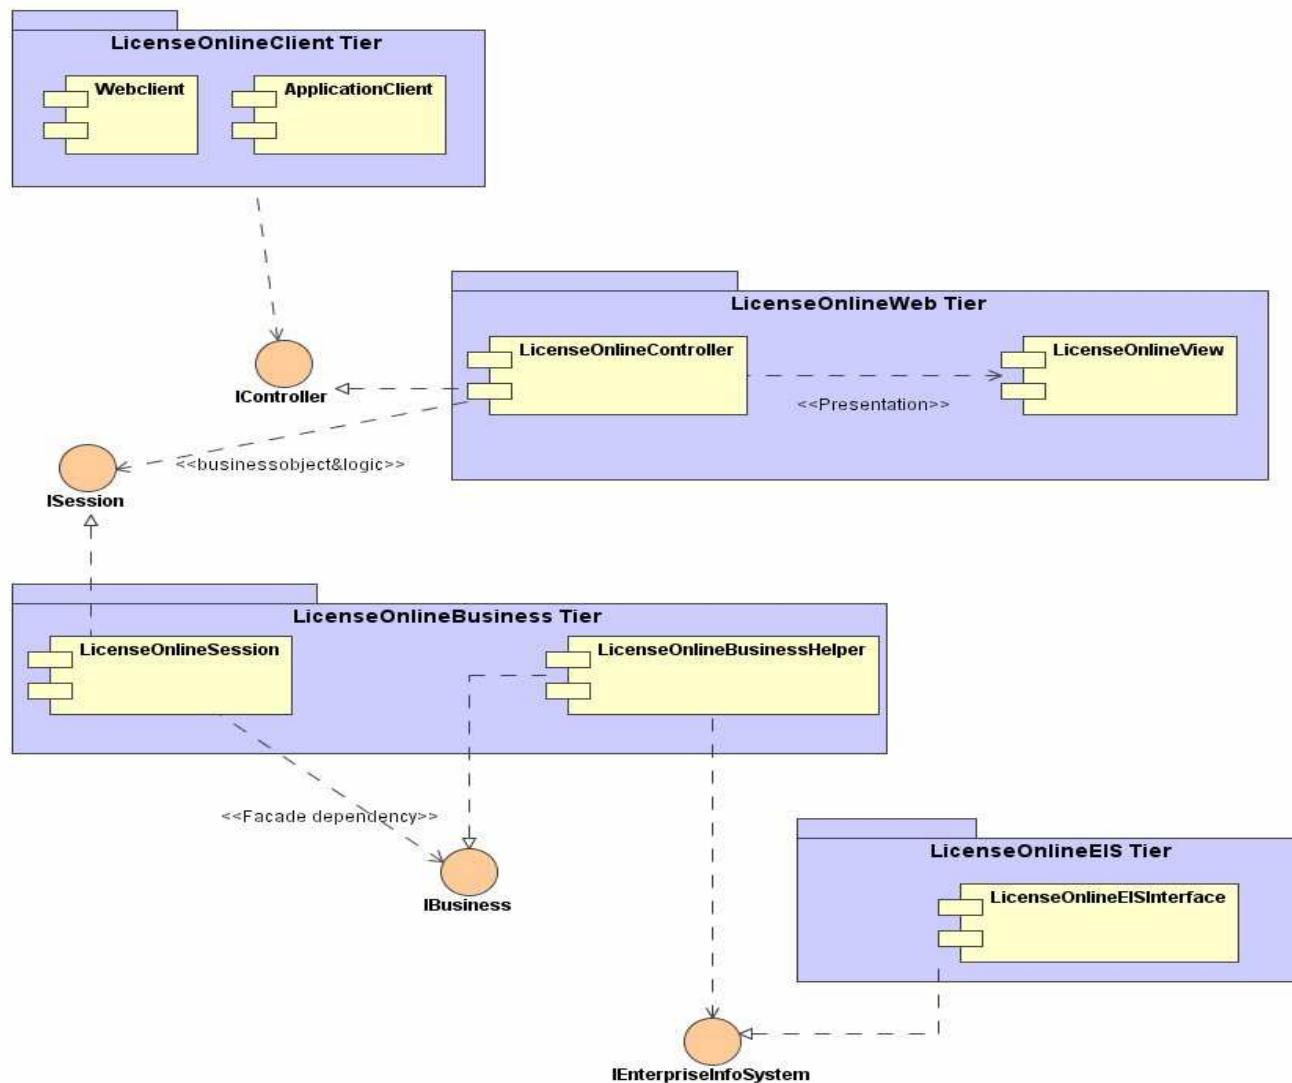 LicenseOnlineClient Tier
Webclient
ApplicationClient
LicenseOnlineWeb Tier
LicenseOnlineController
LicenseOnlineView
<<Presentation>>
IController
<<businessobject&logic>>
ISession
LicenseOnlineBusiness Tier
LicenseOnlineSession
LicenseOnlineBusinessHelper
<<Facade dependency>>
IBusiness
LicenseOnlineEIS Tier
LicenseOnlineEISInterface
IEnterpriseInfoSystem